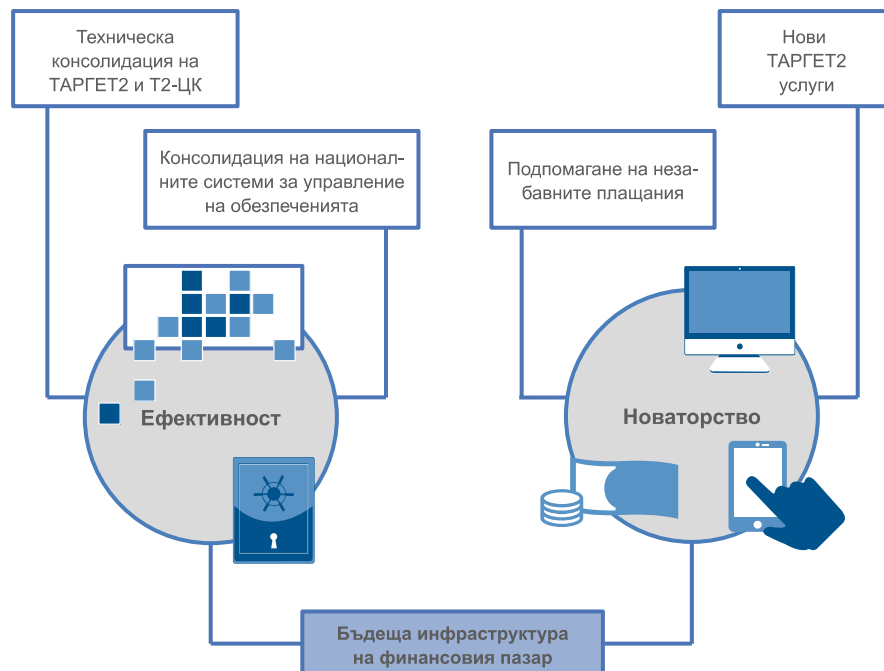 Техническа
консолидация на
ТАРГЕТ2 и Т2-ЦК
Нови
ТАРГЕТ2
услуги
Консолидация на национал-
ните системи за управление
на обезпеченията
Подпомагане на неза-
бавните плащания
Ефективност
Новаторство
Бъдеща инфраструктура
на финансовия пазар